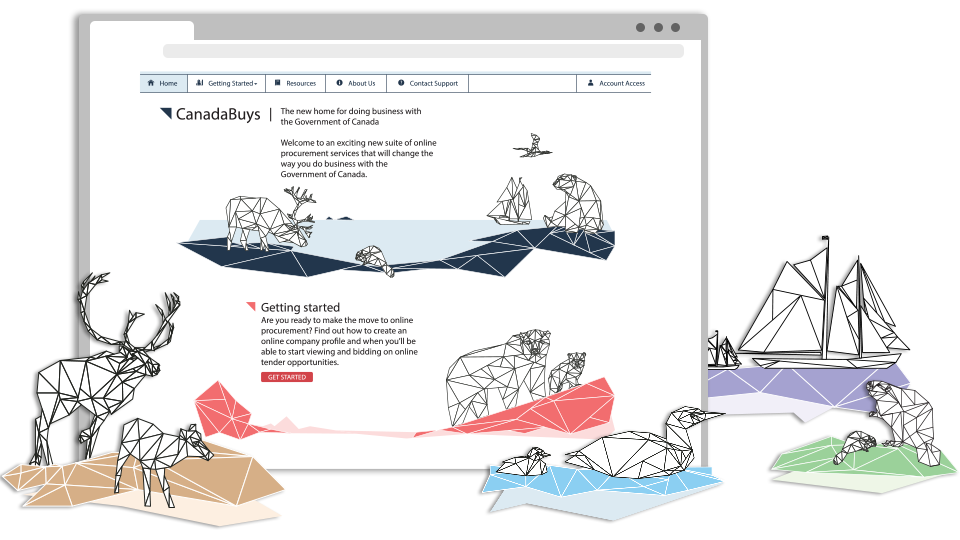 Home
Getting Started
Resources
About Us
Contact Support
Account Access
CanadaBuys
The new home for doing business with
the Government of Canada
Welcome to an exciting new suite of online
procurement services that will change the
way you do business with the
Government of Canada.
Getting started
Are you ready to make the move to online
procurement? Find out how to create an
online company profile and when you'll be
able to start viewing and bidding on online
tender opportunities.
GET STARTED